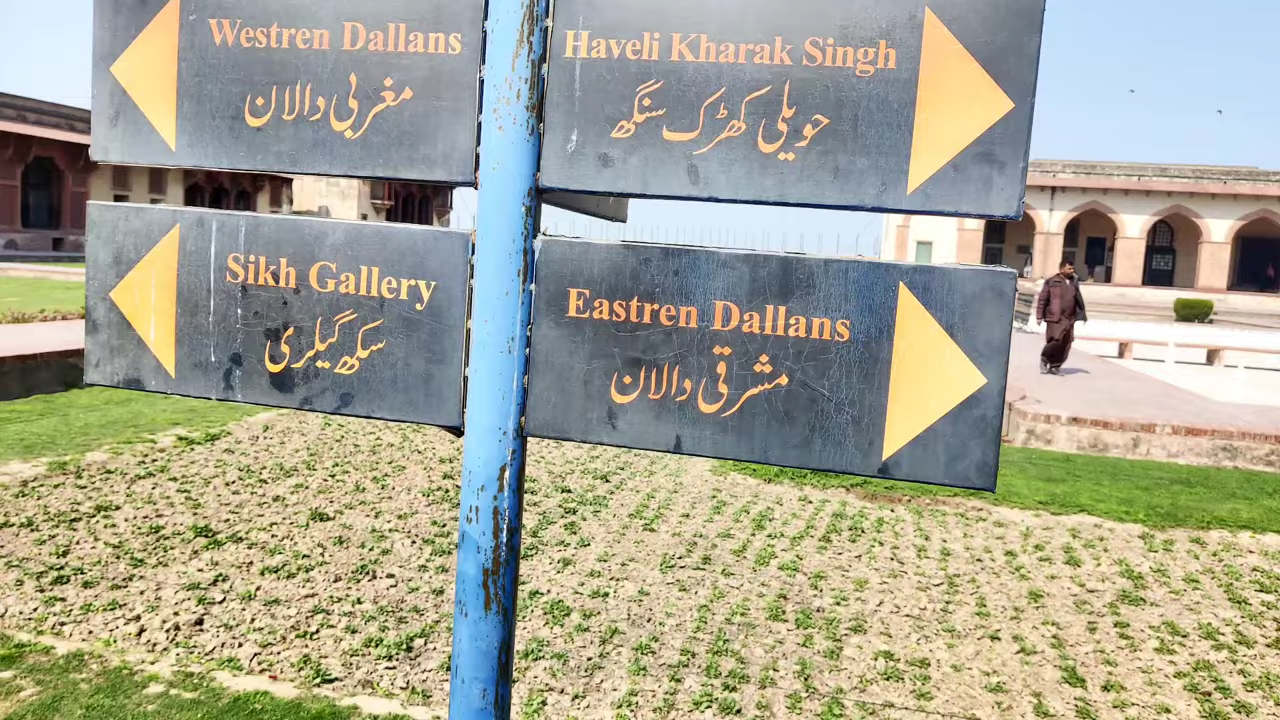 Westren Dallans
مغربی دالان
Haveli Kharak Singh
حویلی کھڑک سنگھ
Sikh Gallery
سکھ گیلری
Eastren Dallans
مشرقی دالان